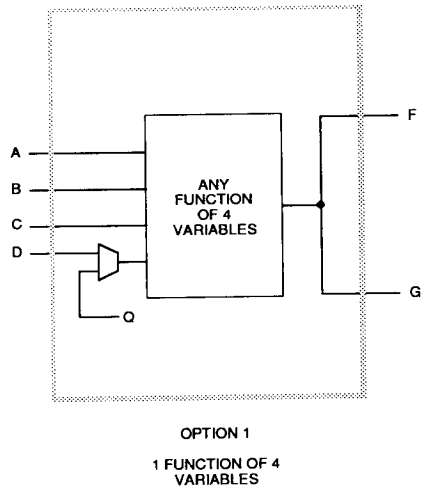 F
A
B
C
D
ANY
FUNCTION
OF 4
VARIABLES
Q
G
OPTION 1
1 FUNCTION OF 4
VARIABLES